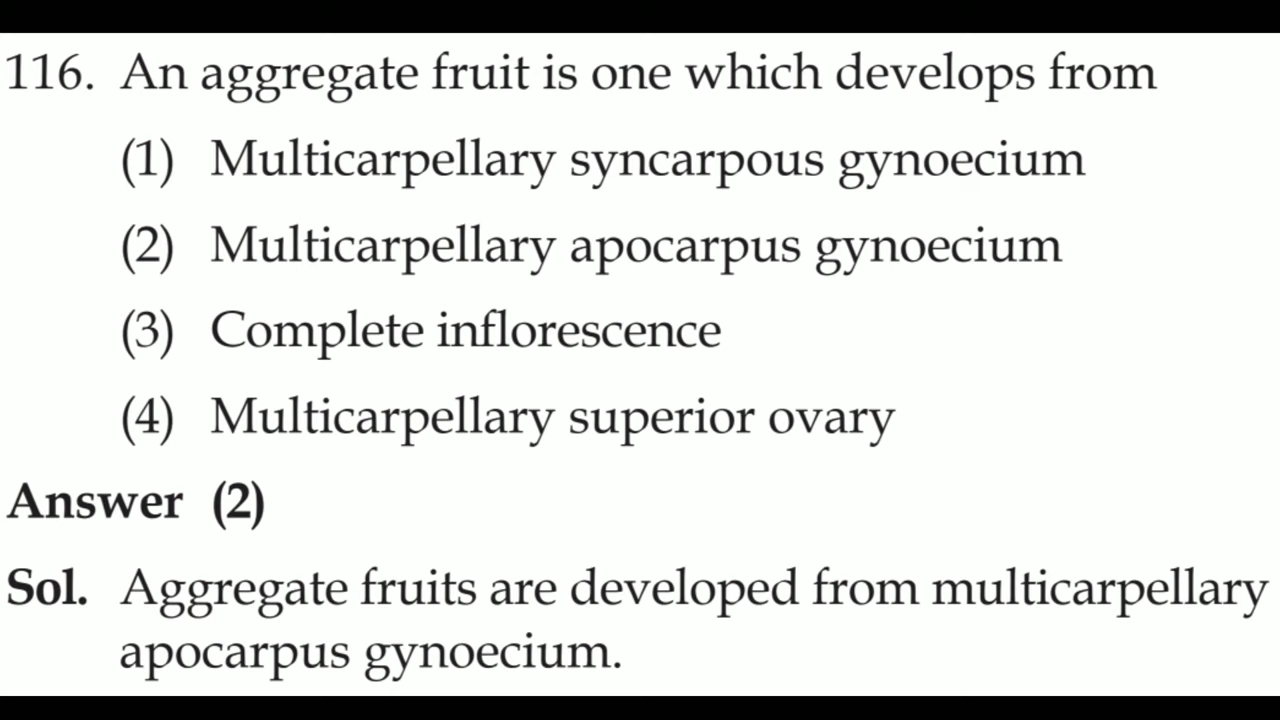 116. An aggregate fruit is one which develops from
(1) Multicarpellary syncarpous gynoecium
(2) Multicarpellary apocarpus gynoecium
(3) Complete inflorescence
(4) Multicarpellary superior ovary
Answer (2)
Sol. Aggregate fruits are developed from multicarpellary
apocarpus gynoecium.